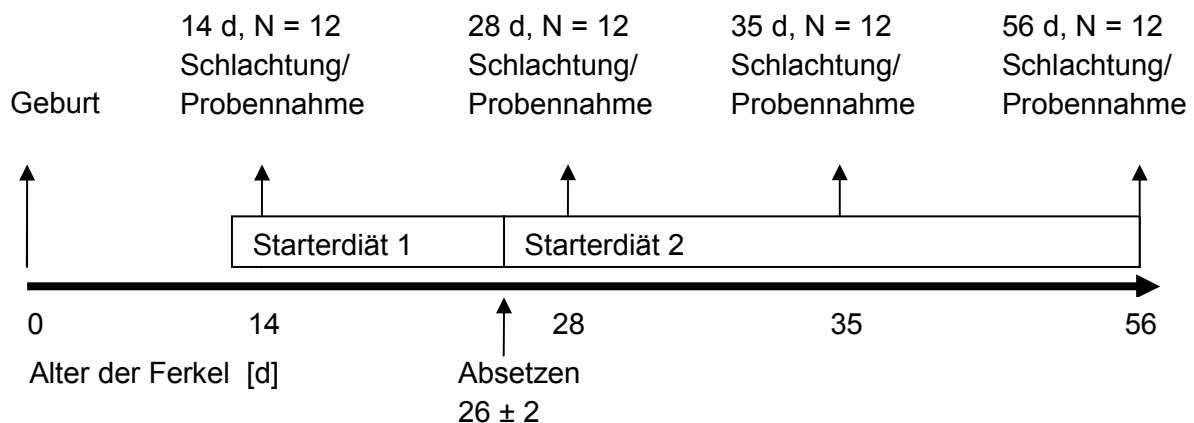 14 d, N = 12
Schlachtung/
Probennahme
28 d, N = 12
Schlachtung/
Probennahme
35 d, N = 12
Schlachtung/
Probennahme
56 d, N = 12
Schlachtung/
Probennahme
Geburt
Starterdiät 1
Starterdiät 2
0
14
28
35
56
Alter der Ferkel [d]
Absetzen
26 ± 2